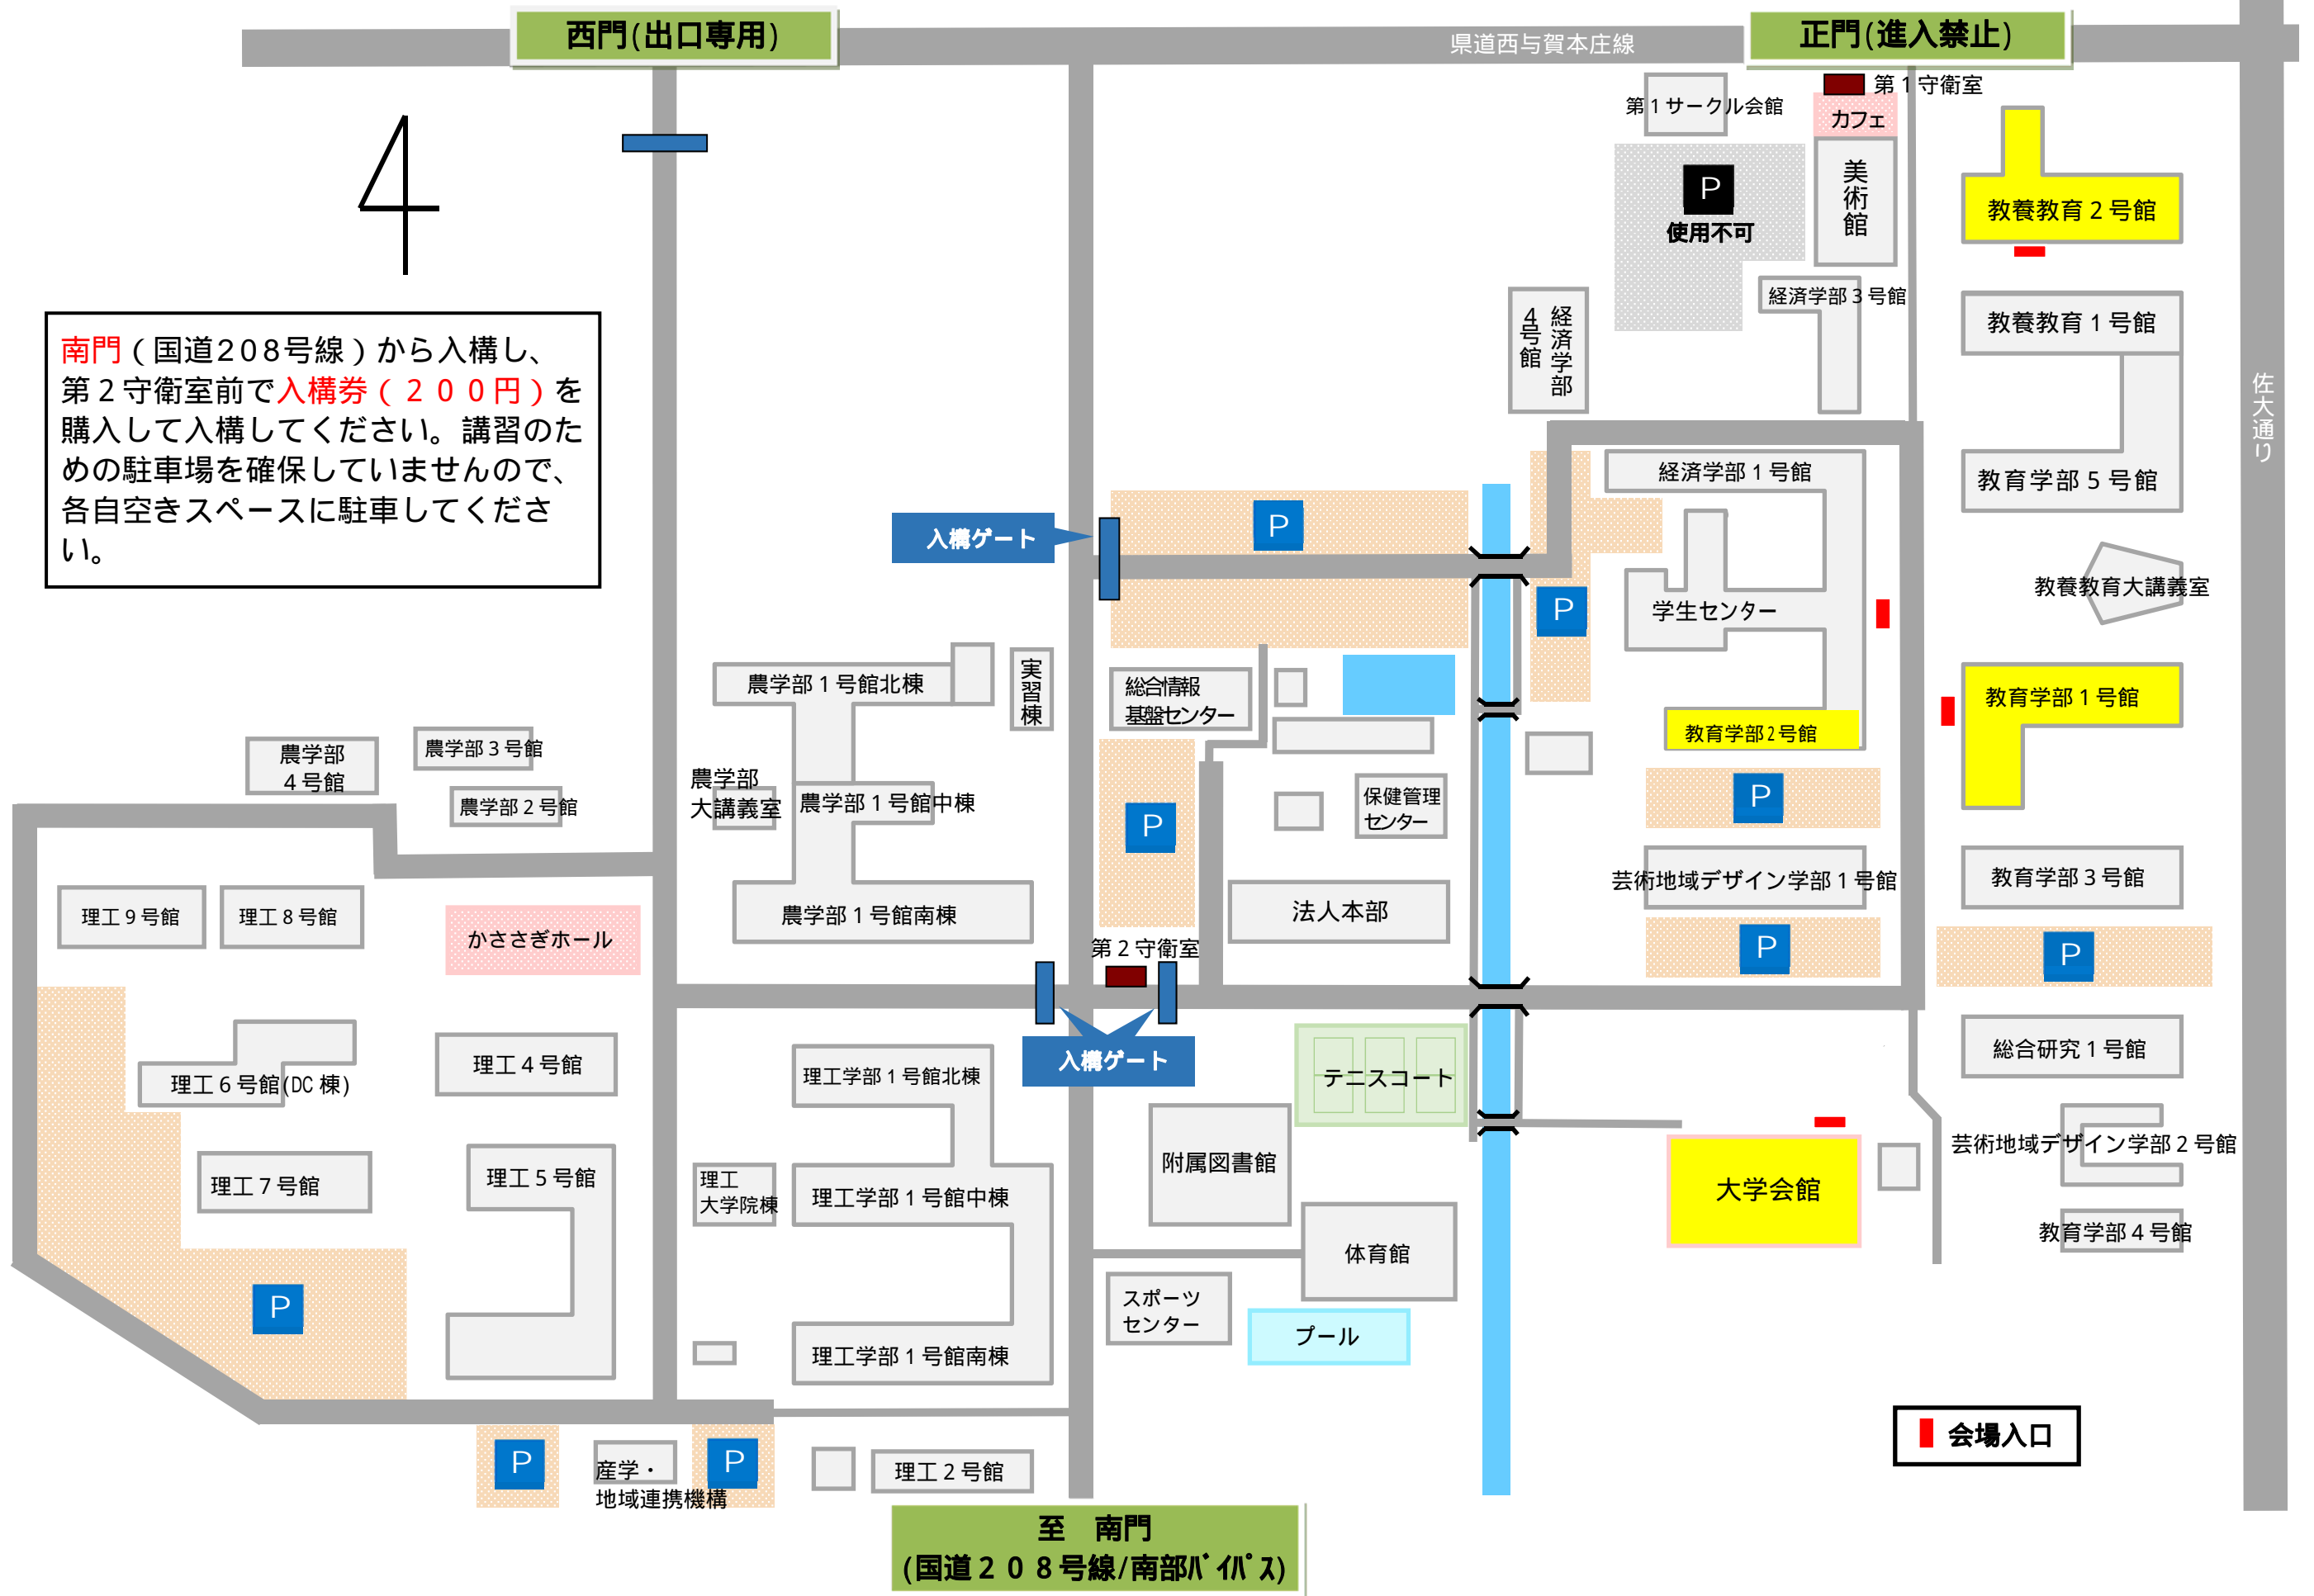 西門(出口専用)
正門(進入禁止)
県道西与賀本庄線
第1守衛室
第1サークル会館
カフェ
P
使用不可
美術館
教養教育2号館
経済学部3号館
経済学部
4号館
教養教育1号館
佐大通り
南門(国道208号線)から入構し、
第2守衛室前で入構券(200円)を
購入して入構してください。講習のた
めの駐車場を確保していませんので、
各自空きスペースに駐車してくださ
い。
経済学部1号館
教育学部5号館
入構ゲート
P
P
学生センター
教養教育大講義室
農学部1号館北棟
実習棟
総合情報
基盤センター
教育学部1号館
教育学部2号館
農学部
4号館
農学部3号館
農学部2号館
農学部
大講義室
農学部1号館中棟
P
保健管理
センター
P
理工9号館
理工8号館
かささぎホール
農学部1号館南棟
法人本部
芸術地域デザイン学部1号館
教育学部3号館
第2守衛室
P
P
入構ゲート
理工6号館(DC棟)
理工4号館
理工学部1号館北棟
テニスコート
総合研究1号館
理工7号館
理工5号館
理工
大学院棟
理工学部1号館中棟
附属図書館
大学会館
芸術地域デザイン学部2号館
教育学部4号館
体育館
P
スポーツ
センター
プール
理工学部1号館南棟
P
産学・
地域連携機構
P
理工2号館
会場入口
至 南門
(国道208号線/南部バイパス)